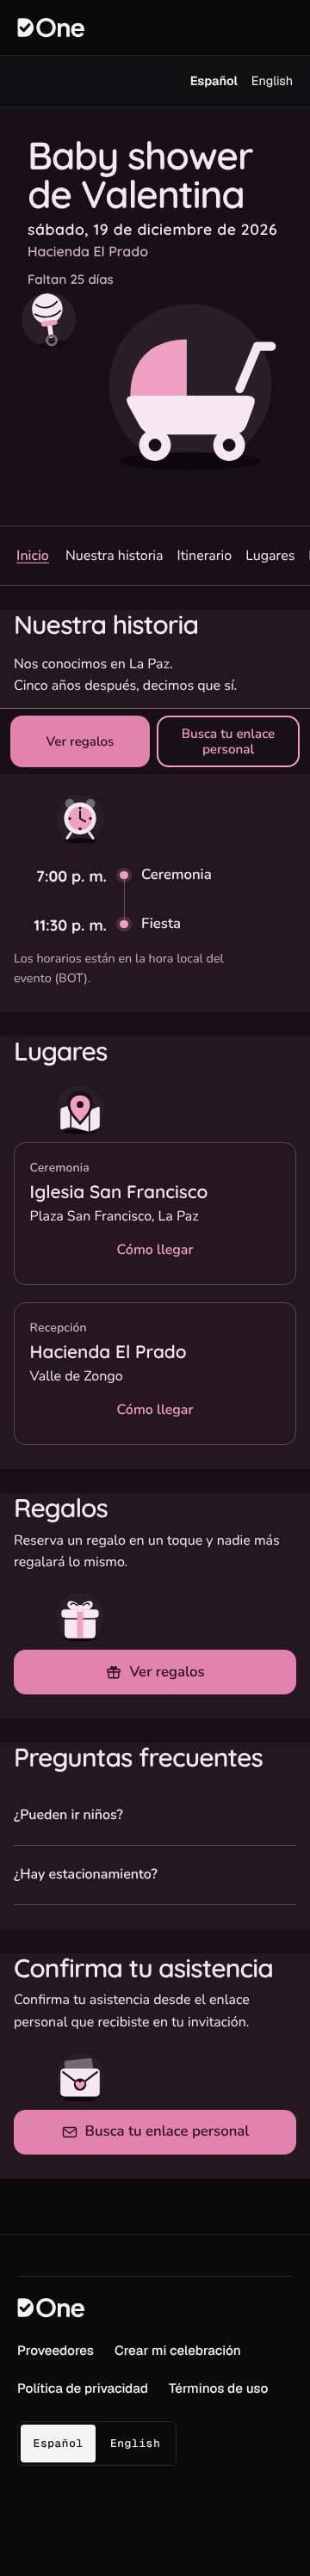 One
Español English
Baby shower
de Valentina
sábado, 19 de diciembre de 2026
Hacienda El Prado
Faltan 25 días
Inicio Nuestra historia Itinerario Lugares
Nuestra historia
Nos conocimos en La Paz.
Cinco años después, decimos que sí.
Ver regalos
Busca tu enlace
personal
7:00 p. m. Ceremonia
11:30 p. m. Fiesta
Los horarios están en la hora local del
evento (BOT).
Lugares
Ceremonia
Iglesia San Francisco
Plaza San Francisco, La Paz
Cómo llegar
Recepción
Hacienda El Prado
Valle de Zongo
Cómo llegar
Regalos
Reserva un regalo en un toque y nadie más
regalará lo mismo.
Ver regalos
Preguntas frecuentes
¿Pueden ir niños?
¿Hay estacionamiento?
Confirma tu asistencia
Confirma tu asistencia desde el enlace
personal que recibiste en tu invitación.
Busca tu enlace personal
One
Proveedores Crear mi celebración
Política de privacidad Términos de uso
Español English